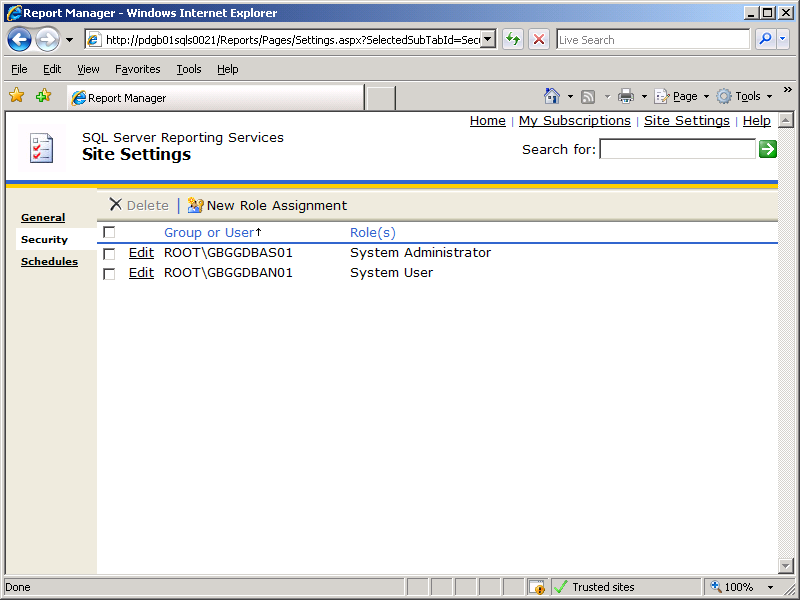 Report Manager - Windows Internet Explorer
http://pdgb01sqls0021/Reports/Pages/Settings.aspx?SelectedSubTabId=Sec
Live Search
File Edit View Favorites Tools Help
Report Manager
Page Tools »
Home | My Subscriptions | Site Settings | Help
SQL Server Reporting Services
Site Settings
Search for:
General
Security
Schedules
Delete | New Role Assignment
Group or User↑ Role(s)
Edit ROOT\GBGGDBAS01 System Administrator
Edit ROOT\GBGGDBAN01 System User
Done Trusted sites 100%